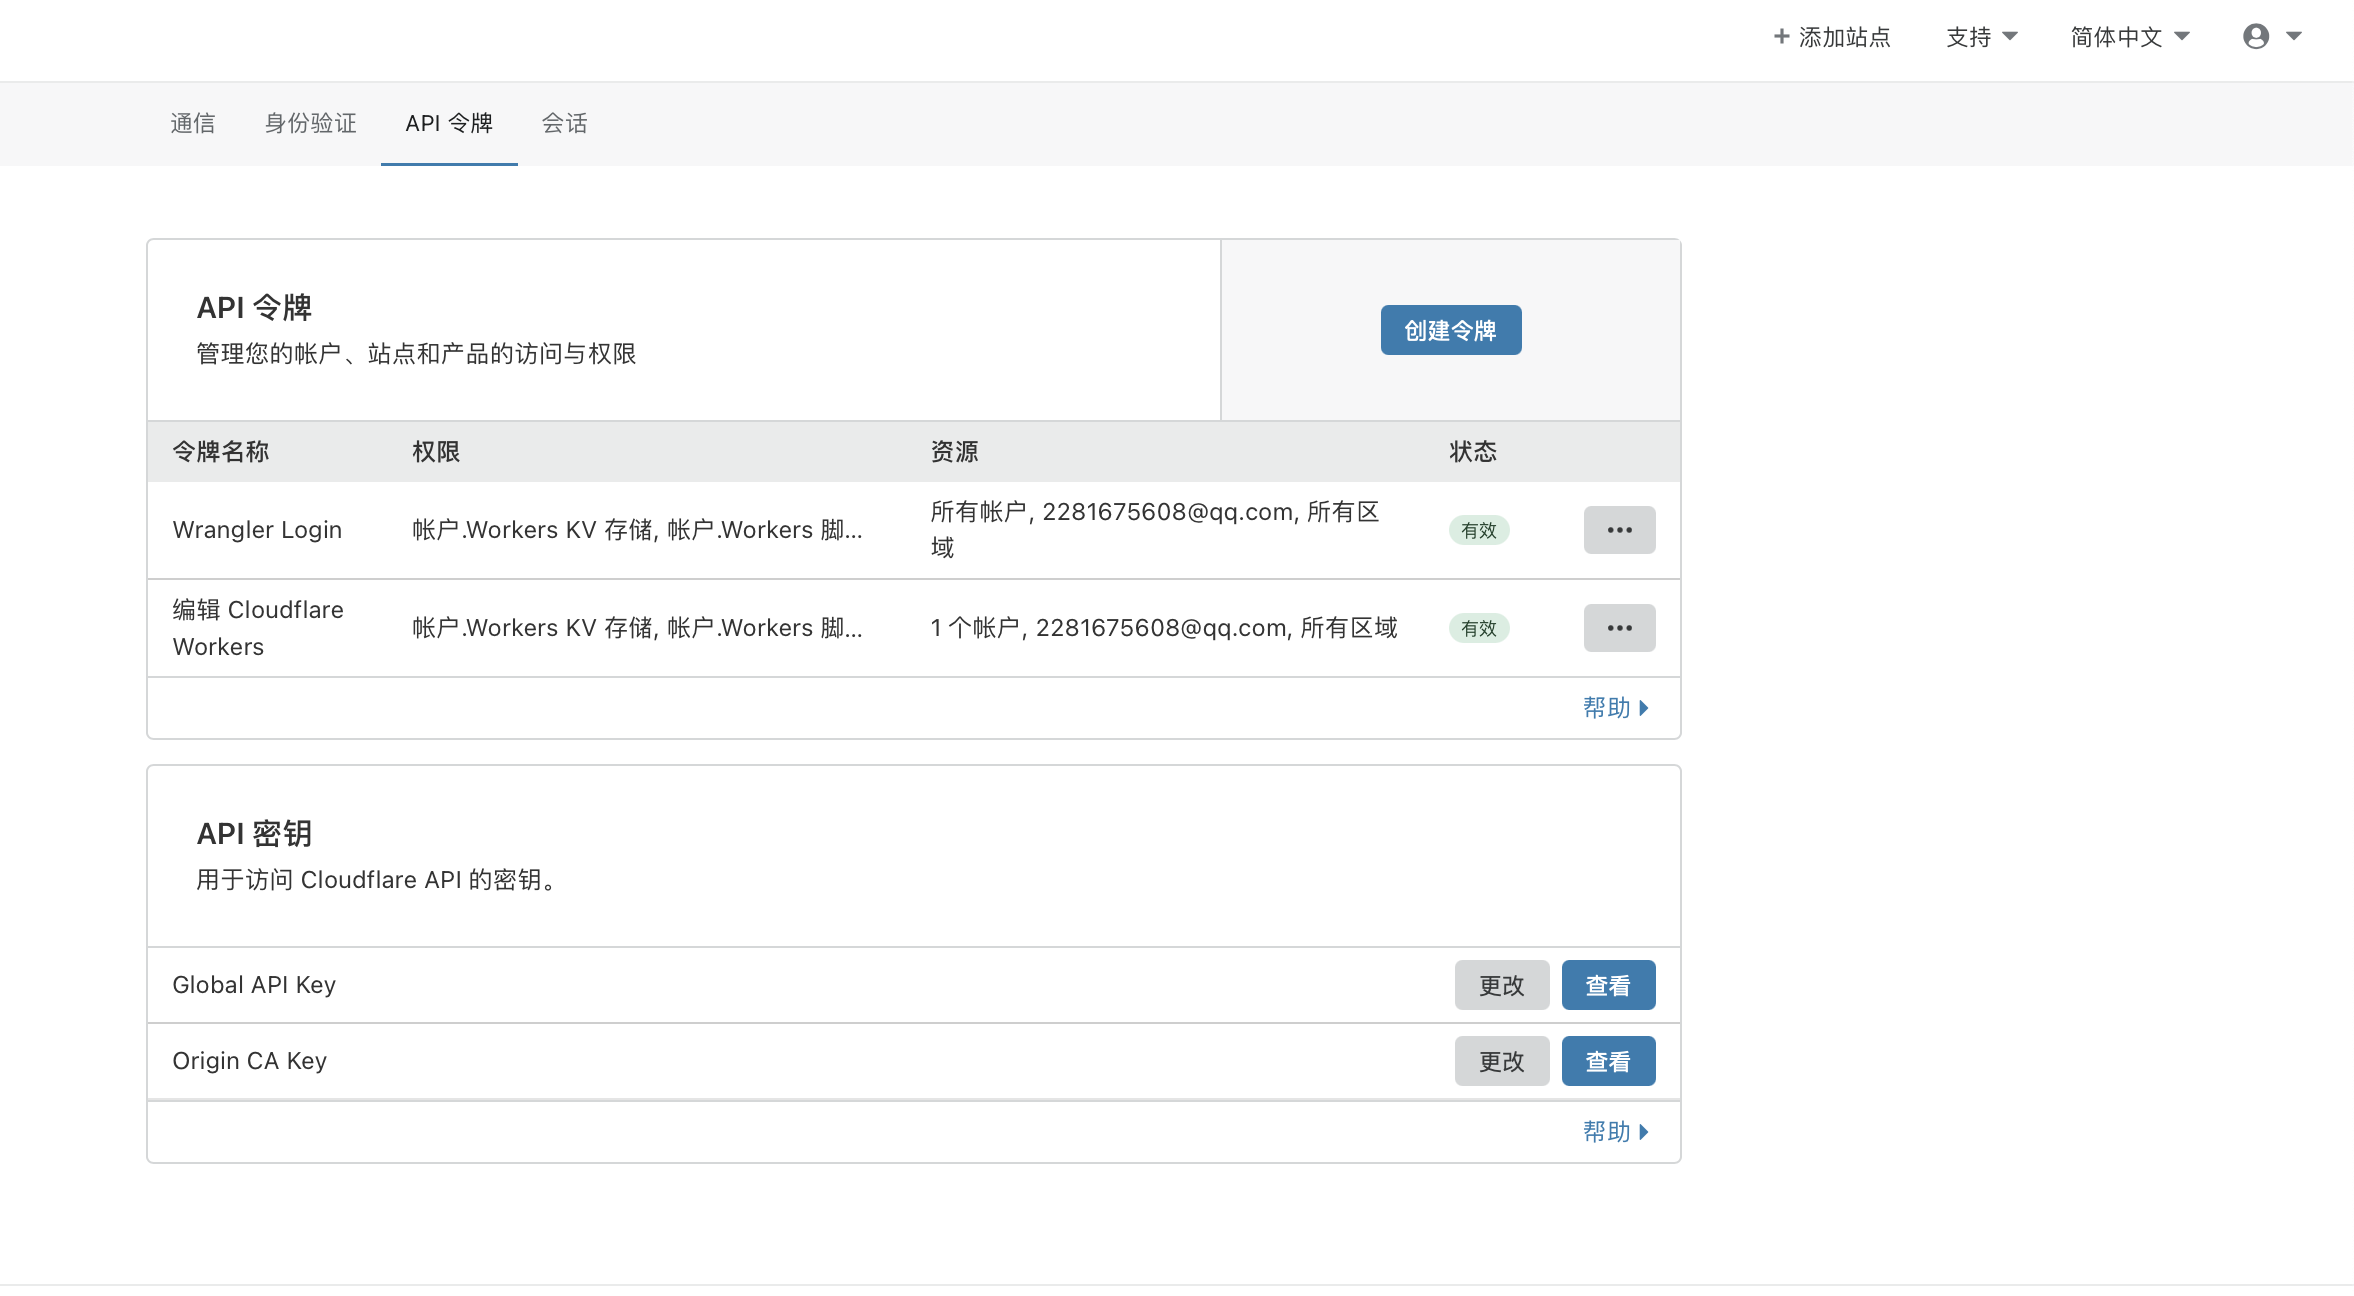 添加站点
支持
简体中文
通信
身份验证
API 令牌
会话
API 令牌
管理您的帐户、站点和产品的访问与权限
创建令牌
令牌名称
权限
资源
状态
Wrangler Login
帐户.Workers KV 存储, 帐户.Workers 脚...
所有帐户, 2281675608@qq.com, 所有区
域
有效
编辑 Cloudflare
Workers
帐户.Workers KV 存储, 帐户.Workers 脚...
1 个帐户, 2281675608@qq.com, 所有区域
有效
帮助
API 密钥
用于访问 Cloudflare API 的密钥。
Global API Key
更改
查看
Origin CA Key
更改
查看
帮助